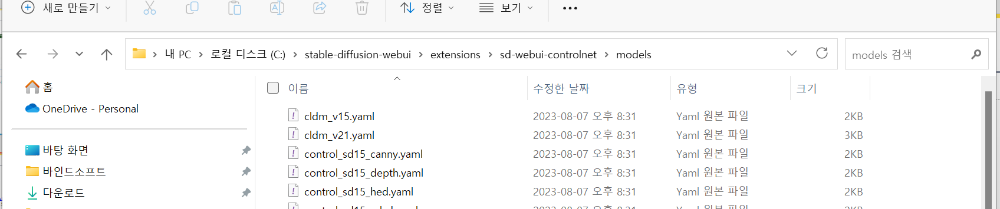 새로 만들기 정렬 보기
내 PC 로컬 디스크 (C:) stable-diffusion-webui extensions sd-webui-controlnet models models 검색
홈
OneDrive - Personal
바탕 화면
바인드소프트
다운로드
이름 수정한 날짜 유형 크기
cldm_v15.yaml 2023-08-07 오후 8:31 Yaml 원본 파일 2KB
cldm_v21.yaml 2023-08-07 오후 8:31 Yaml 원본 파일 3KB
control_sd15_canny.yaml 2023-08-07 오후 8:31 Yaml 원본 파일 2KB
control_sd15_depth.yaml 2023-08-07 오후 8:31 Yaml 원본 파일 2KB
control_sd15_hed.yaml 2023-08-07 오후 8:31 Yaml 원본 파일 2KB